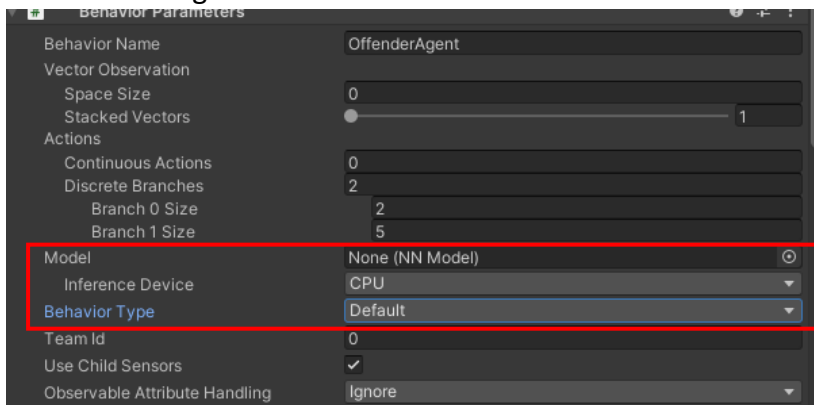 # Behavior Parameters
Behavior Name OffenderAgent
Vector Observation
Space Size 0
Stacked Vectors 1
Actions
Continuous Actions 0
Discrete Branches 2
Branch 0 Size 2
Branch 1 Size 5
Model None (NN Model)
Inference Device CPU
Behavior Type Default
Team Id 0
Use Child Sensors
Observable Attribute Handling Ignore